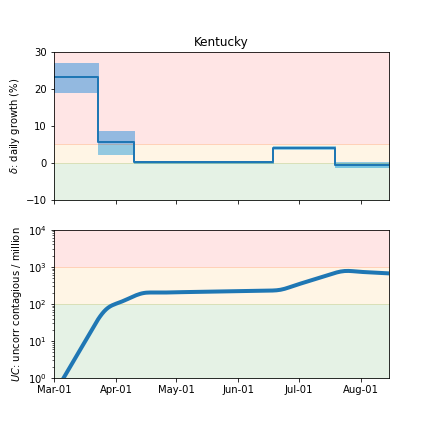 Kentucky
δ: daily growth (%)
30
20
10
0
−10
UC: uncorr contagious / million
10⁴
10³
10²
10¹
10⁰
Mar-01 Apr-01 May-01 Jun-01 Jul-01 Aug-01